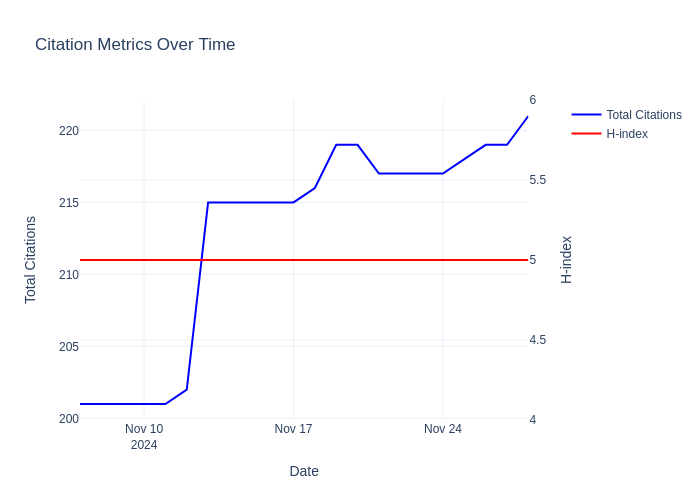 Citation Metrics Over Time
Total Citations
H-index
220
215
210
205
200
6
5.5
5
4.5
4
Total Citations
H-index
Nov 10
2024
Nov 17
Nov 24
Date